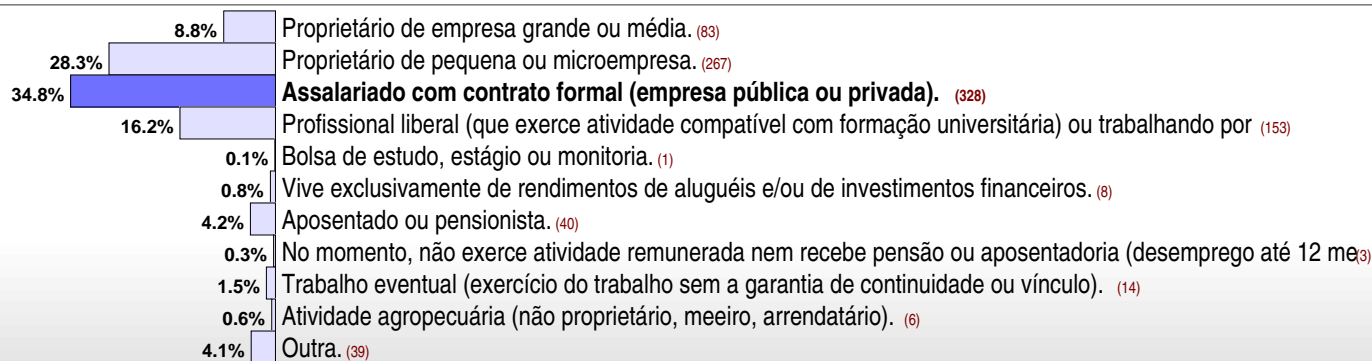 8.8% Proprietário de empresa grande ou média. (83)
28.3% Proprietário de pequena ou microempresa. (267)
34.8% Assalariado com contrato formal (empresa pública ou privada). (328)
16.2% Profissional liberal (que exerce atividade compatível com formação universitária) ou trabalhando por (153)
0.1% Bolsa de estudo, estágio ou monitoria. (1)
0.8% Vive exclusivamente de rendimentos de aluguéis e/ou de investimentos financeiros. (8)
4.2% Aposentado ou pensionista. (40)
0.3% No momento, não exerce atividade remunerada nem recebe pensão ou aposentadoria (desemprego até 12 me(3)
1.5% Trabalho eventual (exercício do trabalho sem a garantia de continuidade ou vínculo). (14)
0.6% Atividade agropecuária (não proprietário, meeiro, arrendatário). (6)
4.1% Outra. (39)